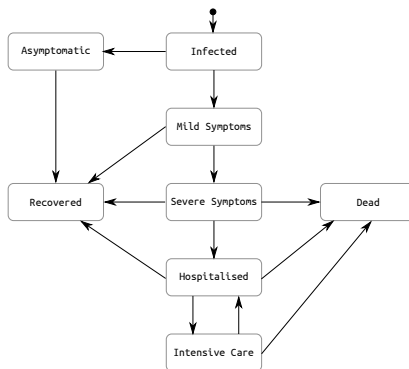 Asymptomatic
Infected
Mild Symptoms
Recovered
Severe Symptoms
Dead
Hospitalised
Intensive Care